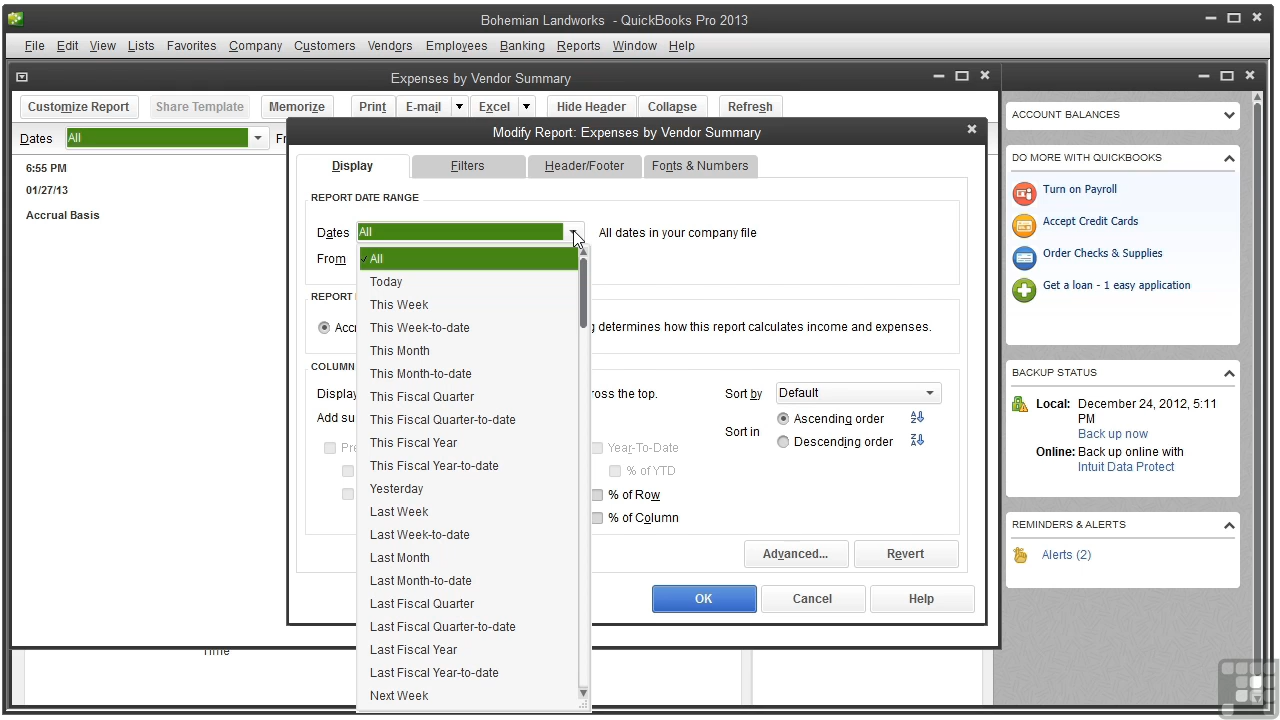 Bohemian Landworks - QuickBooks Pro 2013
File Edit View Lists Favorites Company Customers Vendors Employees Banking Reports Window Help
Expenses by Vendor Summary
Customize Report Share Template Memorize Print E-mail Excel Hide Header Collapse Refresh
Dates All
6:55 PM
01/27/13
Accrual Basis
Modify Report: Expenses by Vendor Summary
Display Filters Header/Footer Fonts & Numbers
REPORT DATE RANGE
Dates All All dates in your company file
From
All
Today
This Week
This Week-to-date
This Month
This Month-to-date
This Fiscal Quarter
This Fiscal Quarter-to-date
This Fiscal Year
This Fiscal Year-to-date
Yesterday
Last Week
Last Week-to-date
Last Month
Last Month-to-date
Last Fiscal Quarter
Last Fiscal Quarter-to-date
Last Fiscal Year
Last Fiscal Year-to-date
Next Week
REPORT
determines how this report calculates income and expenses.
COLUMN
Display the top.
Sort by Default
Add
Sort in
Ascending order
Descending order
Year-To-Date
% of YTD
% of Row
% of Column
Advanced... Revert
OK Cancel Help
Time
ACCOUNT BALANCES
DO MORE WITH QUICKBOOKS
Turn on Payroll
Accept Credit Cards
Order Checks & Supplies
Get a loan - 1 easy application
BACKUP STATUS
Local: December 24, 2012, 5:11
PM
Back up now
Online: Back up online with
Intuit Data Protect
REMINDERS & ALERTS
Alerts (2)